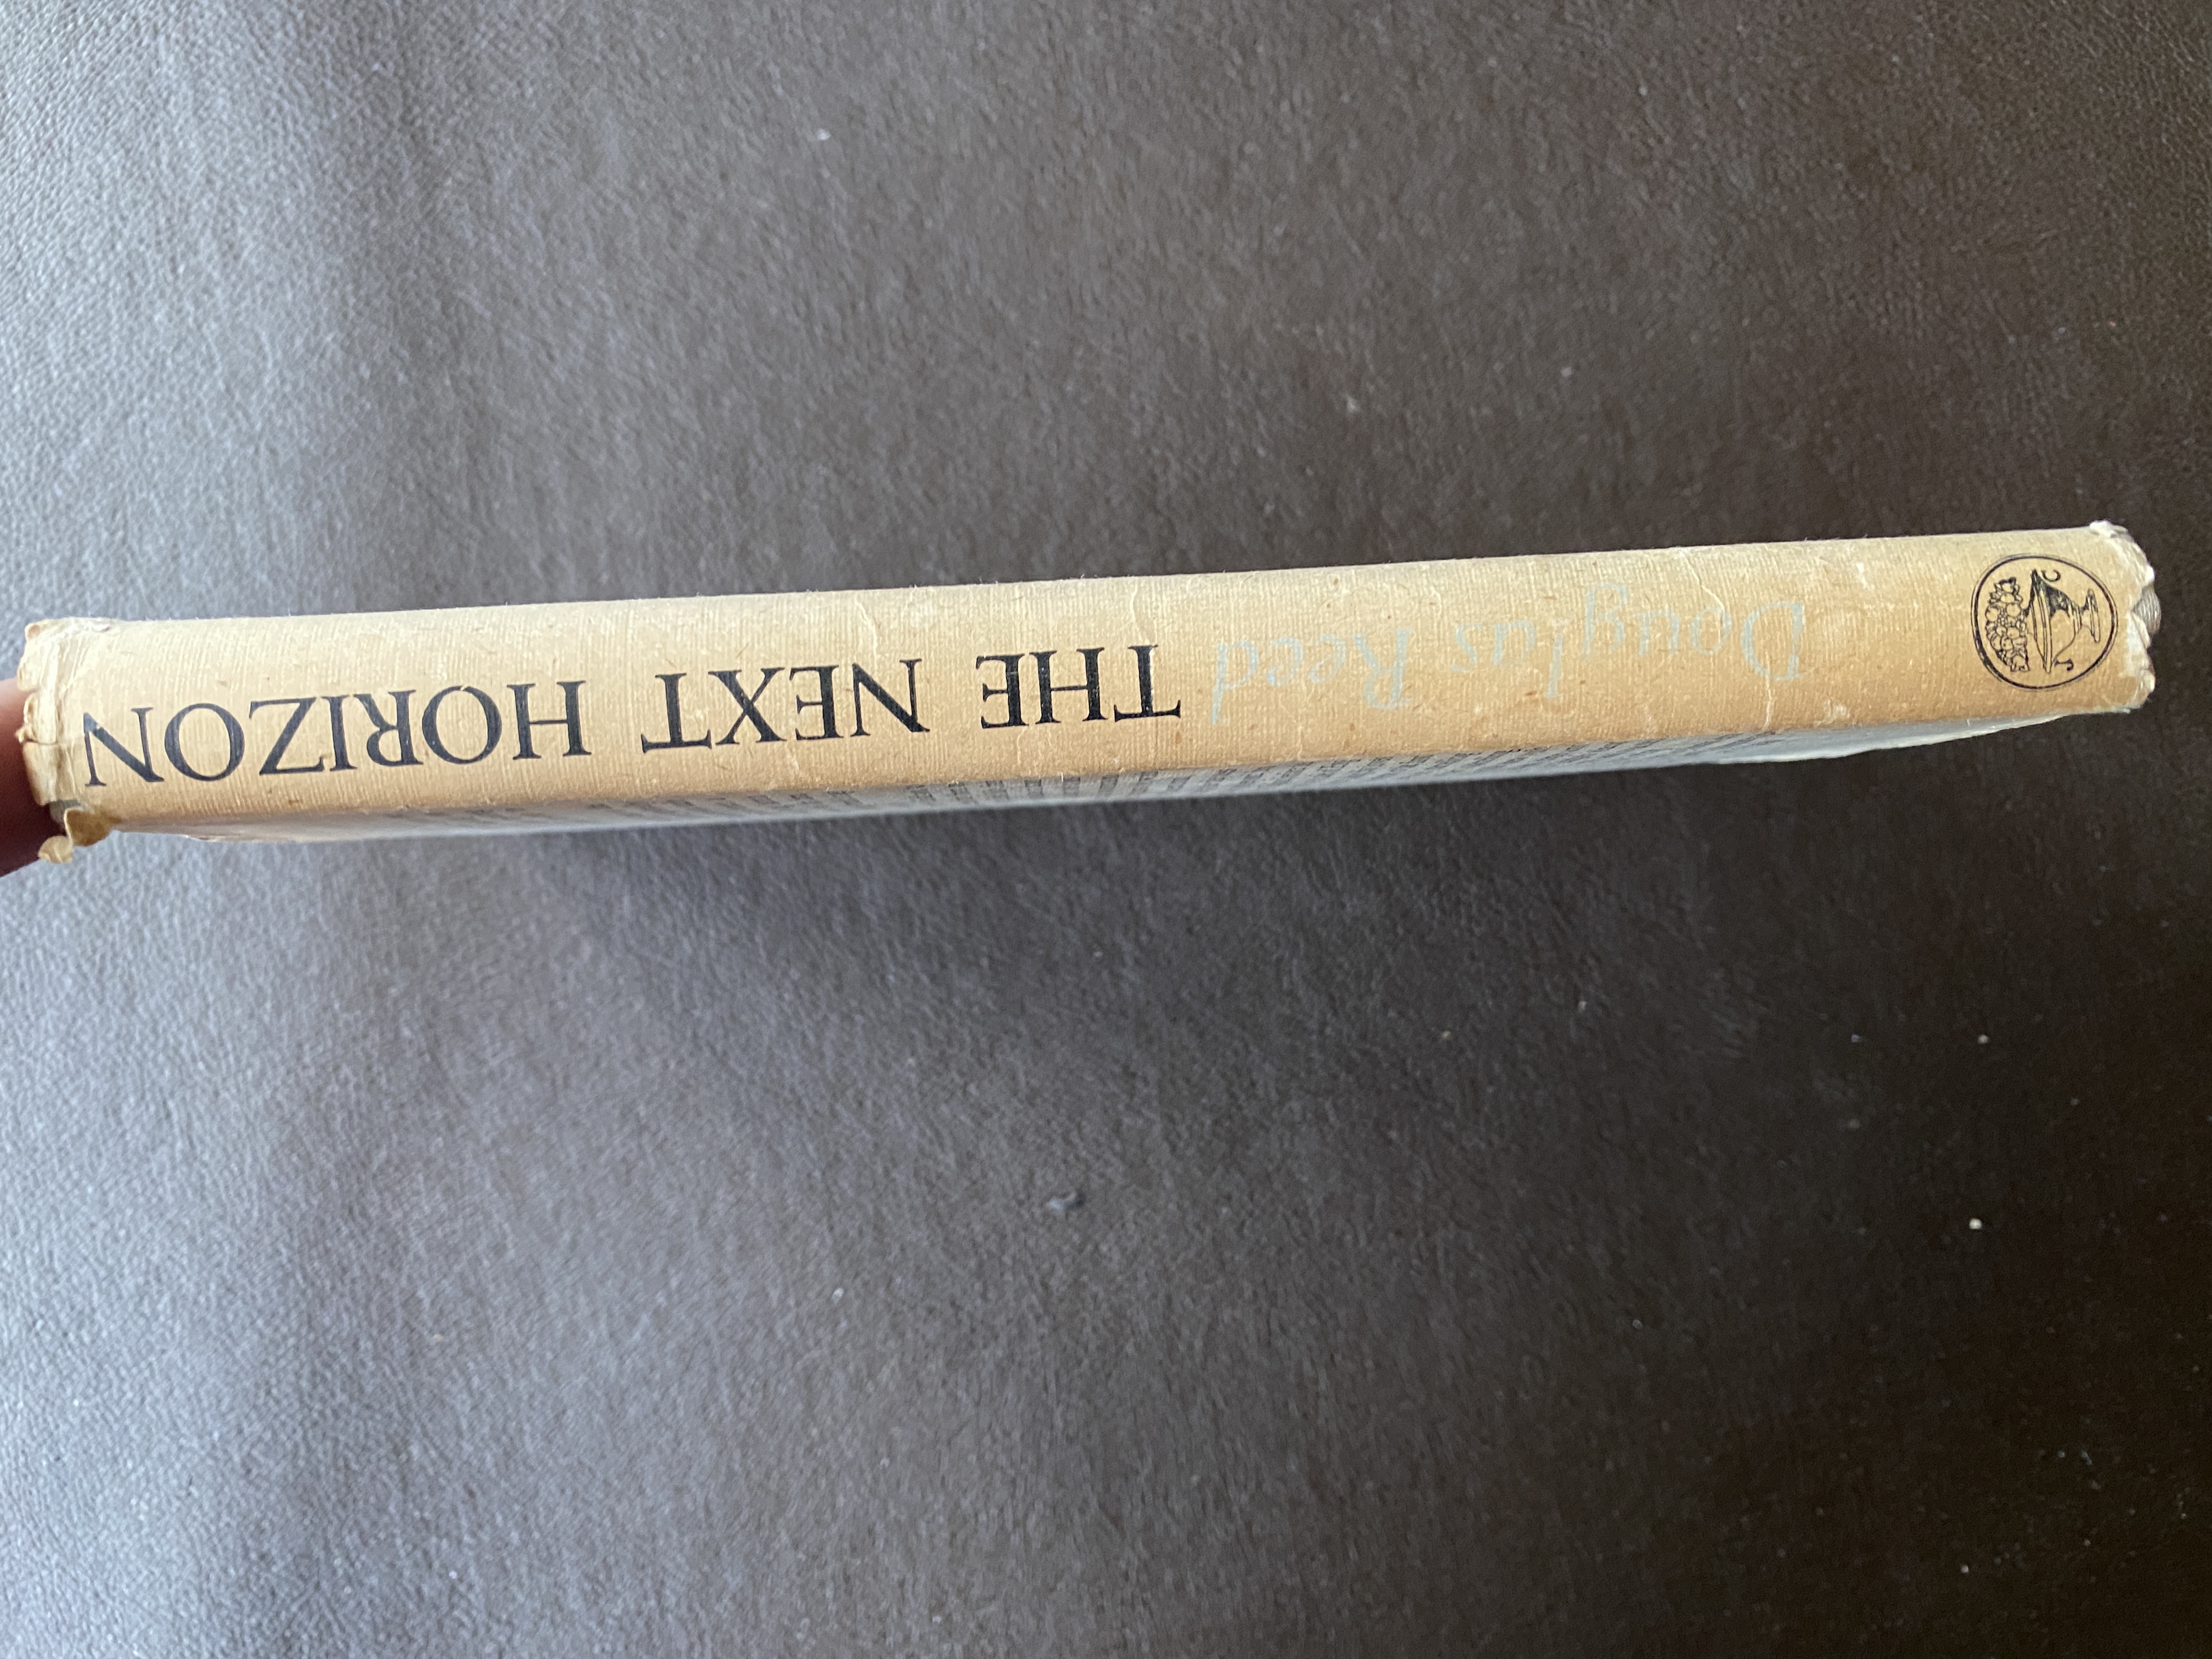 Douglas Reed THE NEXT HORIZON
J C